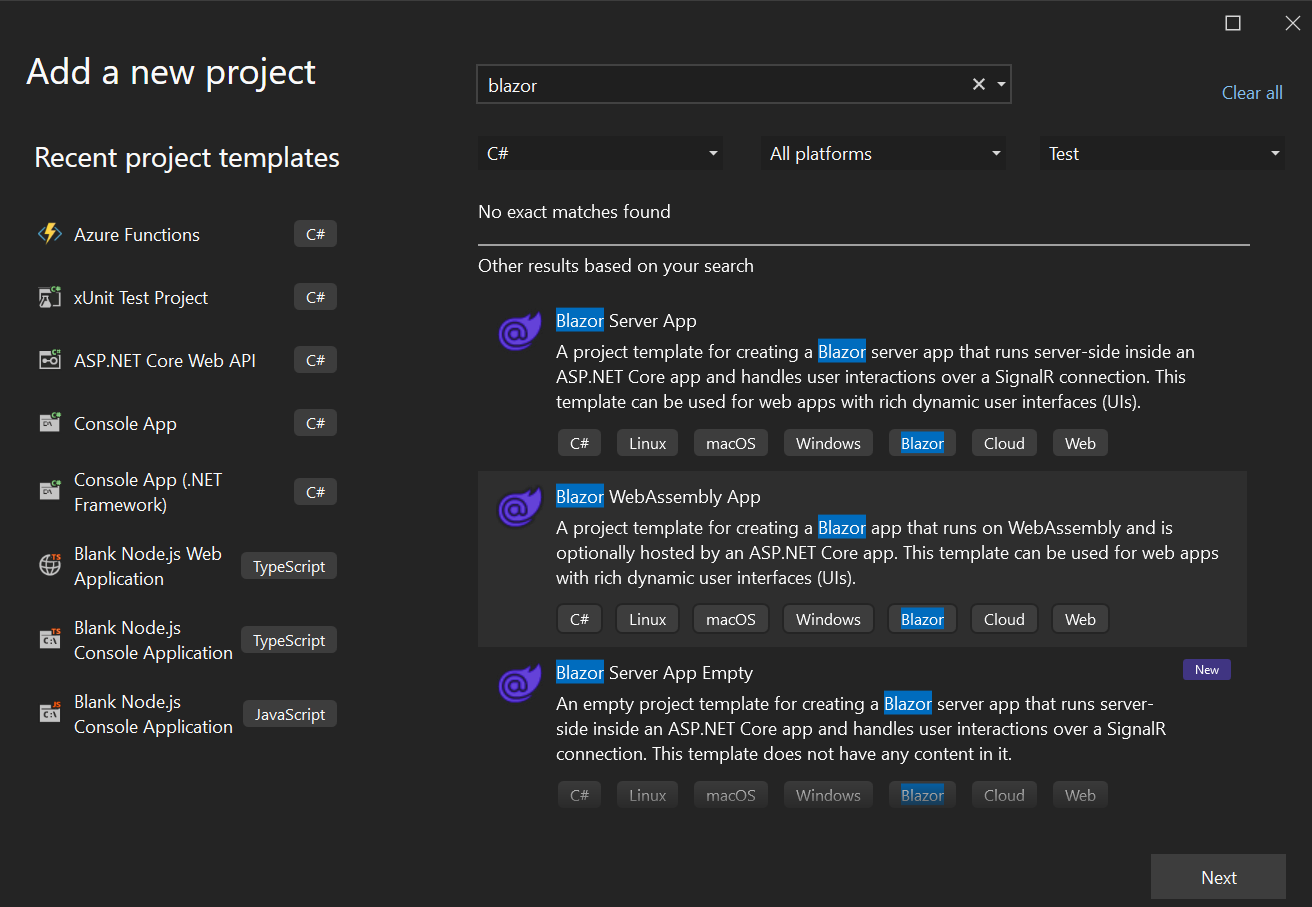 Add a new project
blazor
Clear all
Recent project templates
C#
All platforms
Test
Azure Functions
C#
xUnit Test Project
C#
ASP.NET Core Web API
C#
Console App
C#
Console App (.NET
Framework)
C#
Blank Node.js Web
Application
TypeScript
Blank Node.js
Console Application
TypeScript
Blank Node.js
Console Application
JavaScript
No exact matches found
Other results based on your search
Blazor Server App
A project template for creating a Blazor server app that runs server-side inside an
ASP.NET Core app and handles user interactions over a SignalR connection. This
template can be used for web apps with rich dynamic user interfaces (UIs).
C# Linux macOS Windows Blazor Cloud Web
Blazor WebAssembly App
A project template for creating a Blazor app that runs on WebAssembly and is
optionally hosted by an ASP.NET Core app. This template can be used for web apps
with rich dynamic user interfaces (UIs).
C# Linux macOS Windows Blazor Cloud Web
Blazor Server App Empty
New
An empty project template for creating a Blazor server app that runs server-
side inside an ASP.NET Core app and handles user interactions over a SignalR
connection. This template does not have any content in it.
C# Linux macOS Windows Blazor Cloud Web
Next